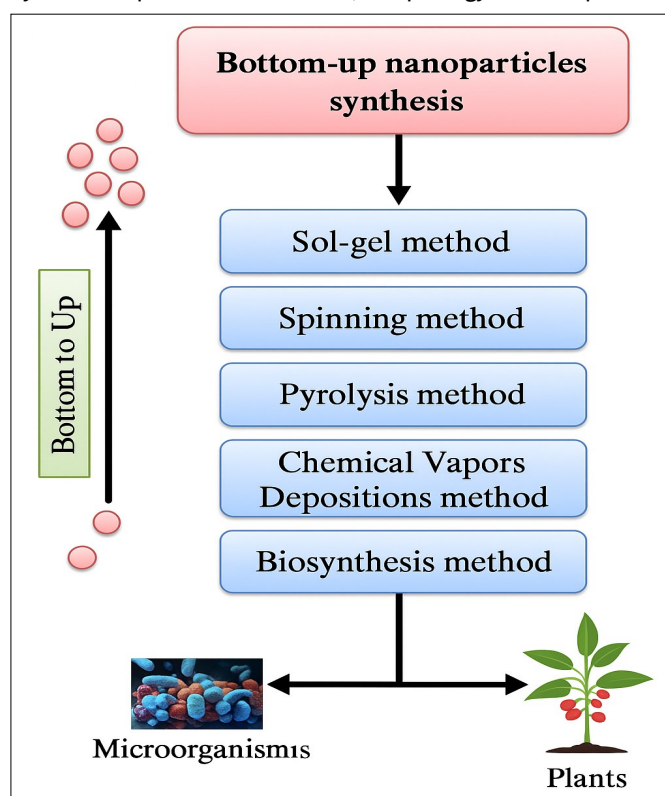 Bottom-up nanoparticles
synthesis
Sol-gel method
Spinning method
Pyrolysis method
Chemical Vapors
Depositions method
Biosynthesis method
Bottom to Up
Microorganismıs
Plants